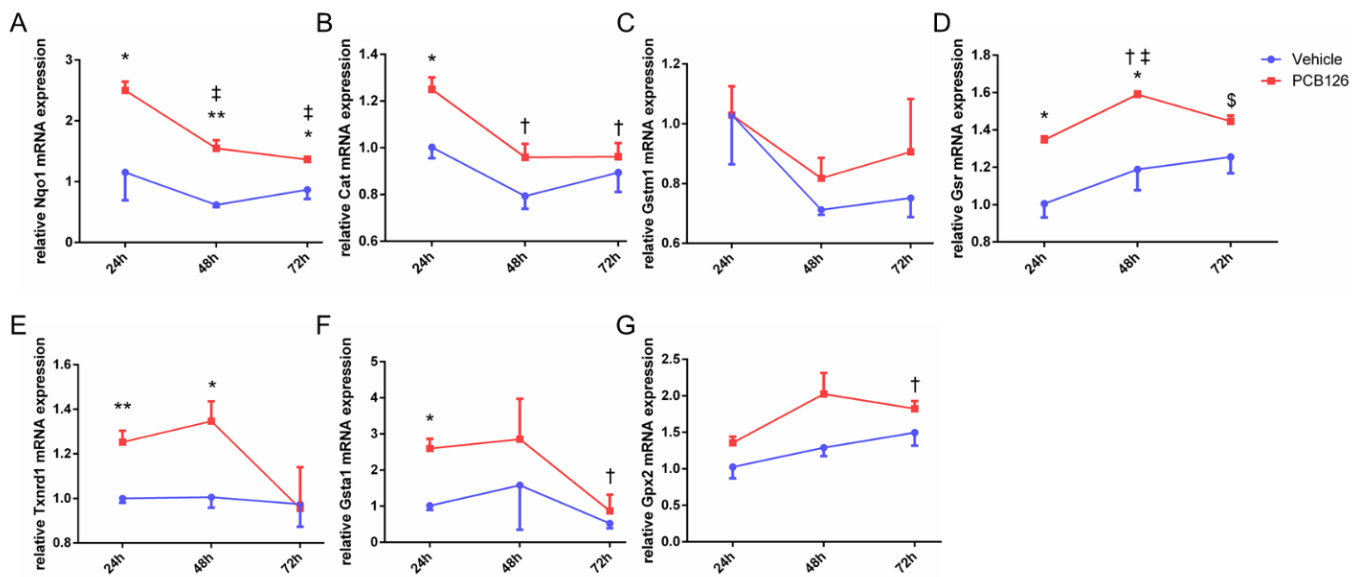 A
relative Nqo1 mRNA expression
3
2
1
0
*
‡
**
‡
*
24h
48h
72h
B
relative Cat mRNA expression
1.4
1.2
1.0
0.8
0.6
*
†
†
24h
48h
72h
C
relative Gstm1 mRNA expression
1.2
1.0
0.8
0.6
24h
48h
72h
D
relative Gsr mRNA expression
1.8
1.6
1.4
1.2
1.0
0.8
*
† ‡
*
$
24h
48h
72h
Vehicle
PCB126
E
relative Txnrd1 mRNA expression
1.6
1.4
1.2
1.0
0.8
**
*
24h
48h
72h
F
relative Gsta1 mRNA expression
5
4
3
2
1
0
*
†
24h
48h
72h
G
relative Gpx2 mRNA expression
2.5
2.0
1.5
1.0
0.5
0.0
†
24h
48h
72h